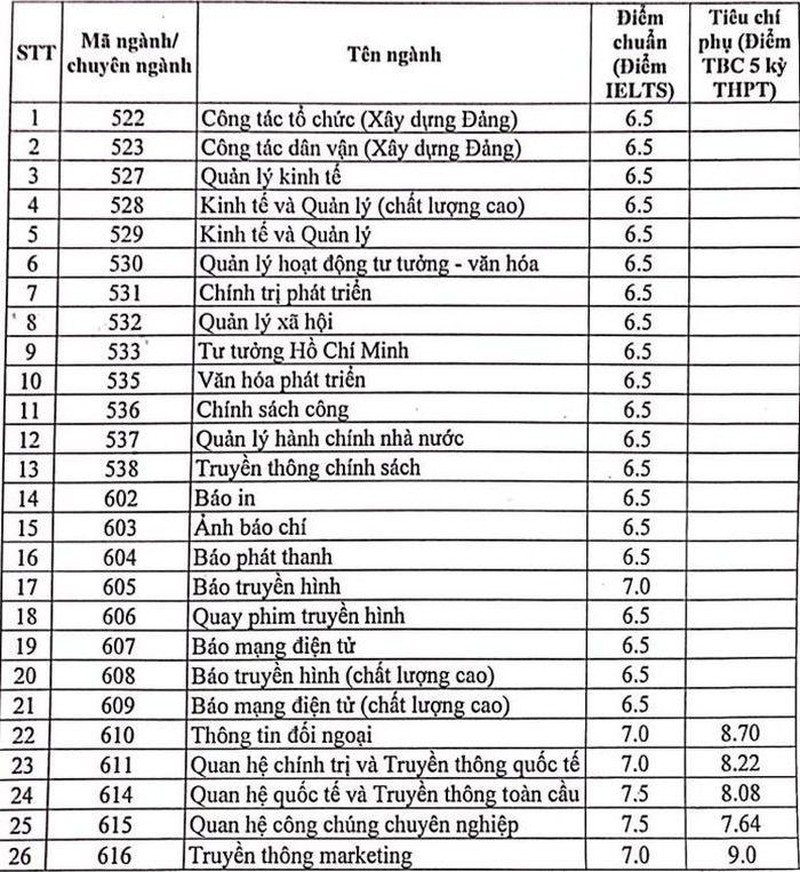 STT Mã ngành/ chuyên ngành Tên ngành Điểm chuẩn (Điểm IELTS) Tiêu chí phụ (Điểm TBC 5 kỳ THPT)
1 522 Công tác tổ chức (Xây dựng Đảng) 6.5
2 523 Công tác dân vận (Xây dựng Đảng) 6.5
3 527 Quản lý kinh tế 6.5
4 528 Kinh tế và Quản lý (chất lượng cao) 6.5
5 529 Kinh tế và Quản lý 6.5
6 530 Quản lý hoạt động tư tưởng - văn hóa 6.5
7 531 Chính trị phát triển 6.5
8 532 Quản lý xã hội 6.5
9 533 Tư tưởng Hồ Chí Minh 6.5
10 535 Văn hóa phát triển 6.5
11 536 Chính sách công 6.5
12 537 Quản lý hành chính nhà nước 6.5
13 538 Truyền thông chính sách 6.5
14 602 Báo in 6.5
15 603 Ảnh báo chí 6.5
16 604 Báo phát thanh 6.5
17 605 Báo truyền hình 7.0
18 606 Quay phim truyền hình 6.5
19 607 Báo mạng điện tử 6.5
20 608 Báo truyền hình (chất lượng cao) 6.5
21 609 Báo mạng điện tử (chất lượng cao) 6.5
22 610 Thông tin đối ngoại 7.0 8.70
23 611 Quan hệ chính trị và Truyền thông quốc tế 7.0 8.22
24 614 Quan hệ quốc tế và Truyền thông toàn cầu 7.5 8.08
25 615 Quan hệ công chúng chuyên nghiệp 7.5 7.64
26 616 Truyền thông marketing 7.0 9.0